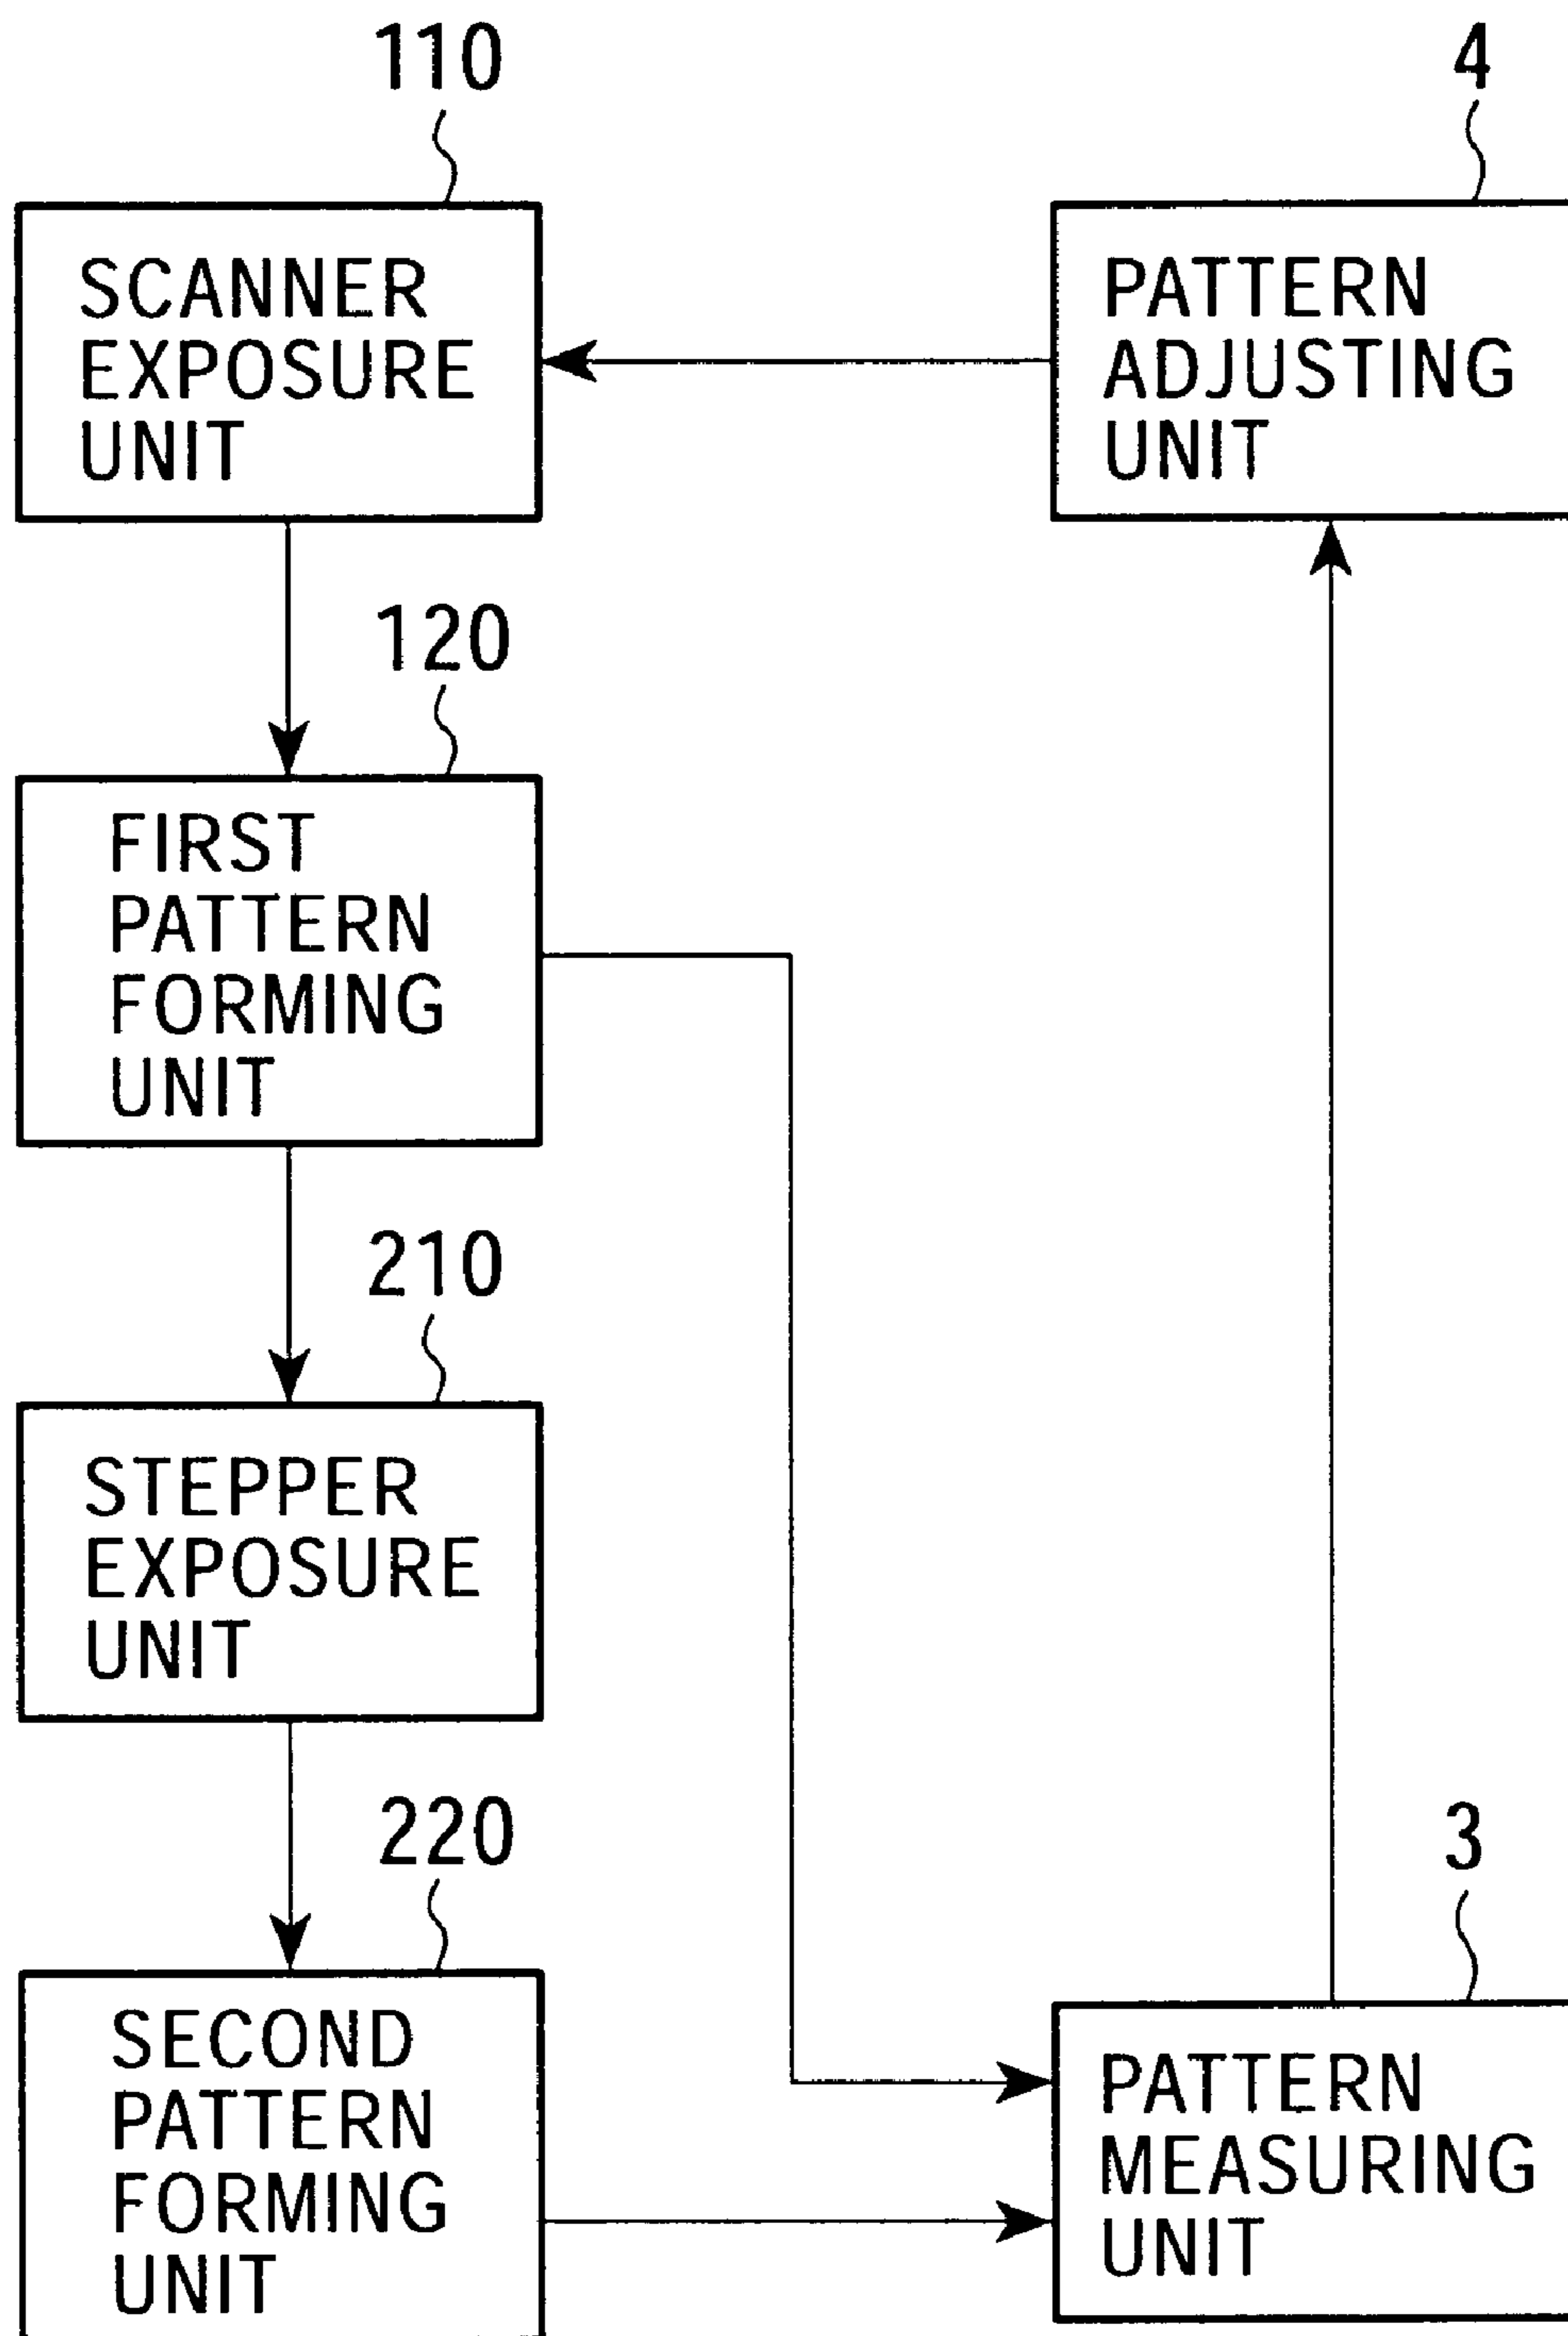 110
SCANNER
EXPOSURE
UNIT
4
PATTERN
ADJUSTING
UNIT
120
FIRST
PATTERN
FORMING
UNIT
210
STEPPER
EXPOSURE
UNIT
220
SECOND
PATTERN
FORMING
UNIT
3
PATTERN
MEASURING
UNIT